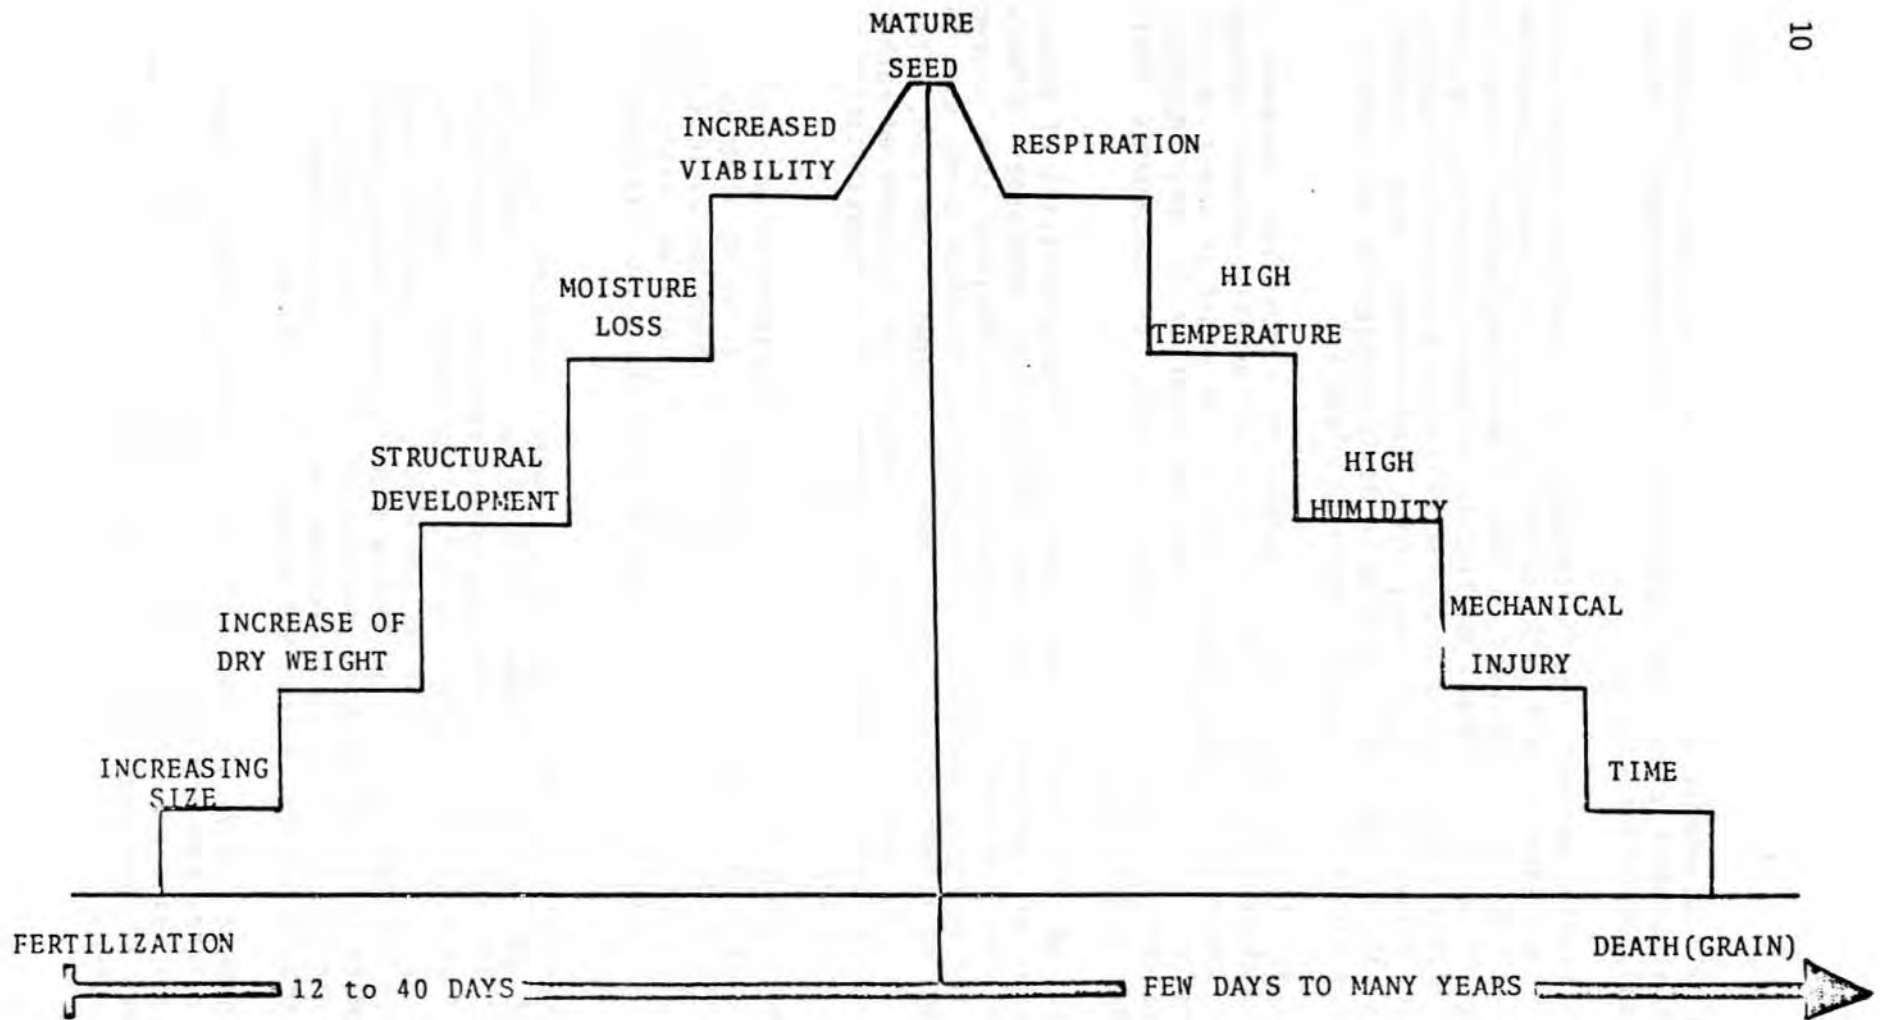 10
MATURE
SEED
INCREASED
VIABILITY
RESPIRATION
MOISTURE
LOSS
HIGH
TEMPERATURE
STRUCTURAL
DEVELOPMENT
HIGH
HUMIDITY
INCREASE OF
DRY WEIGHT
MECHANICAL
INJURY
INCREASING
SIZE
TIME
FERTILIZATION
DEATH(GRAIN)
12 to 40 DAYS
FEW DAYS TO MANY YEARS